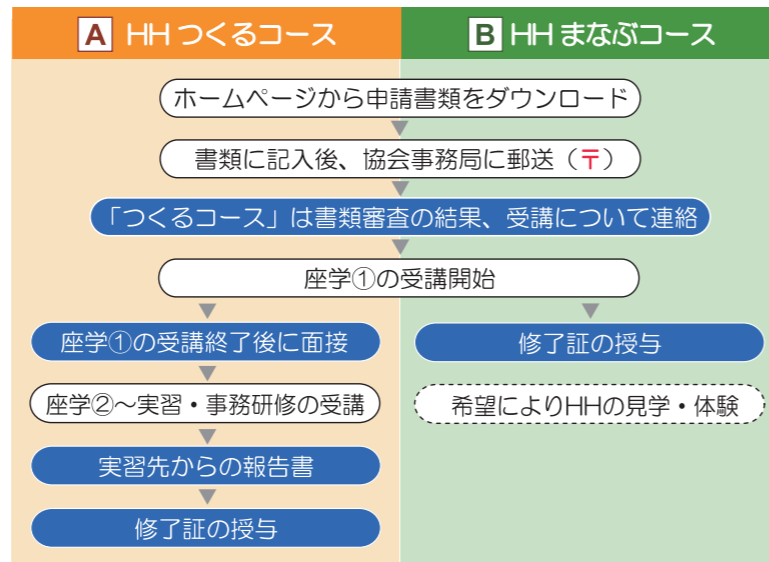 A HH つくるコース
B HH まなぶコース
ホームページから申請書類をダウンロード
書類に記入後、協会事務局に郵送（〒）
「つくるコース」は書類審査の結果、受講について連絡
座学①の受講開始
座学①の受講終了後に面接
修了証の授与
座学②～実習・事務研修の受講
希望によりHHの見学・体験
実習先からの報告書
修了証の授与